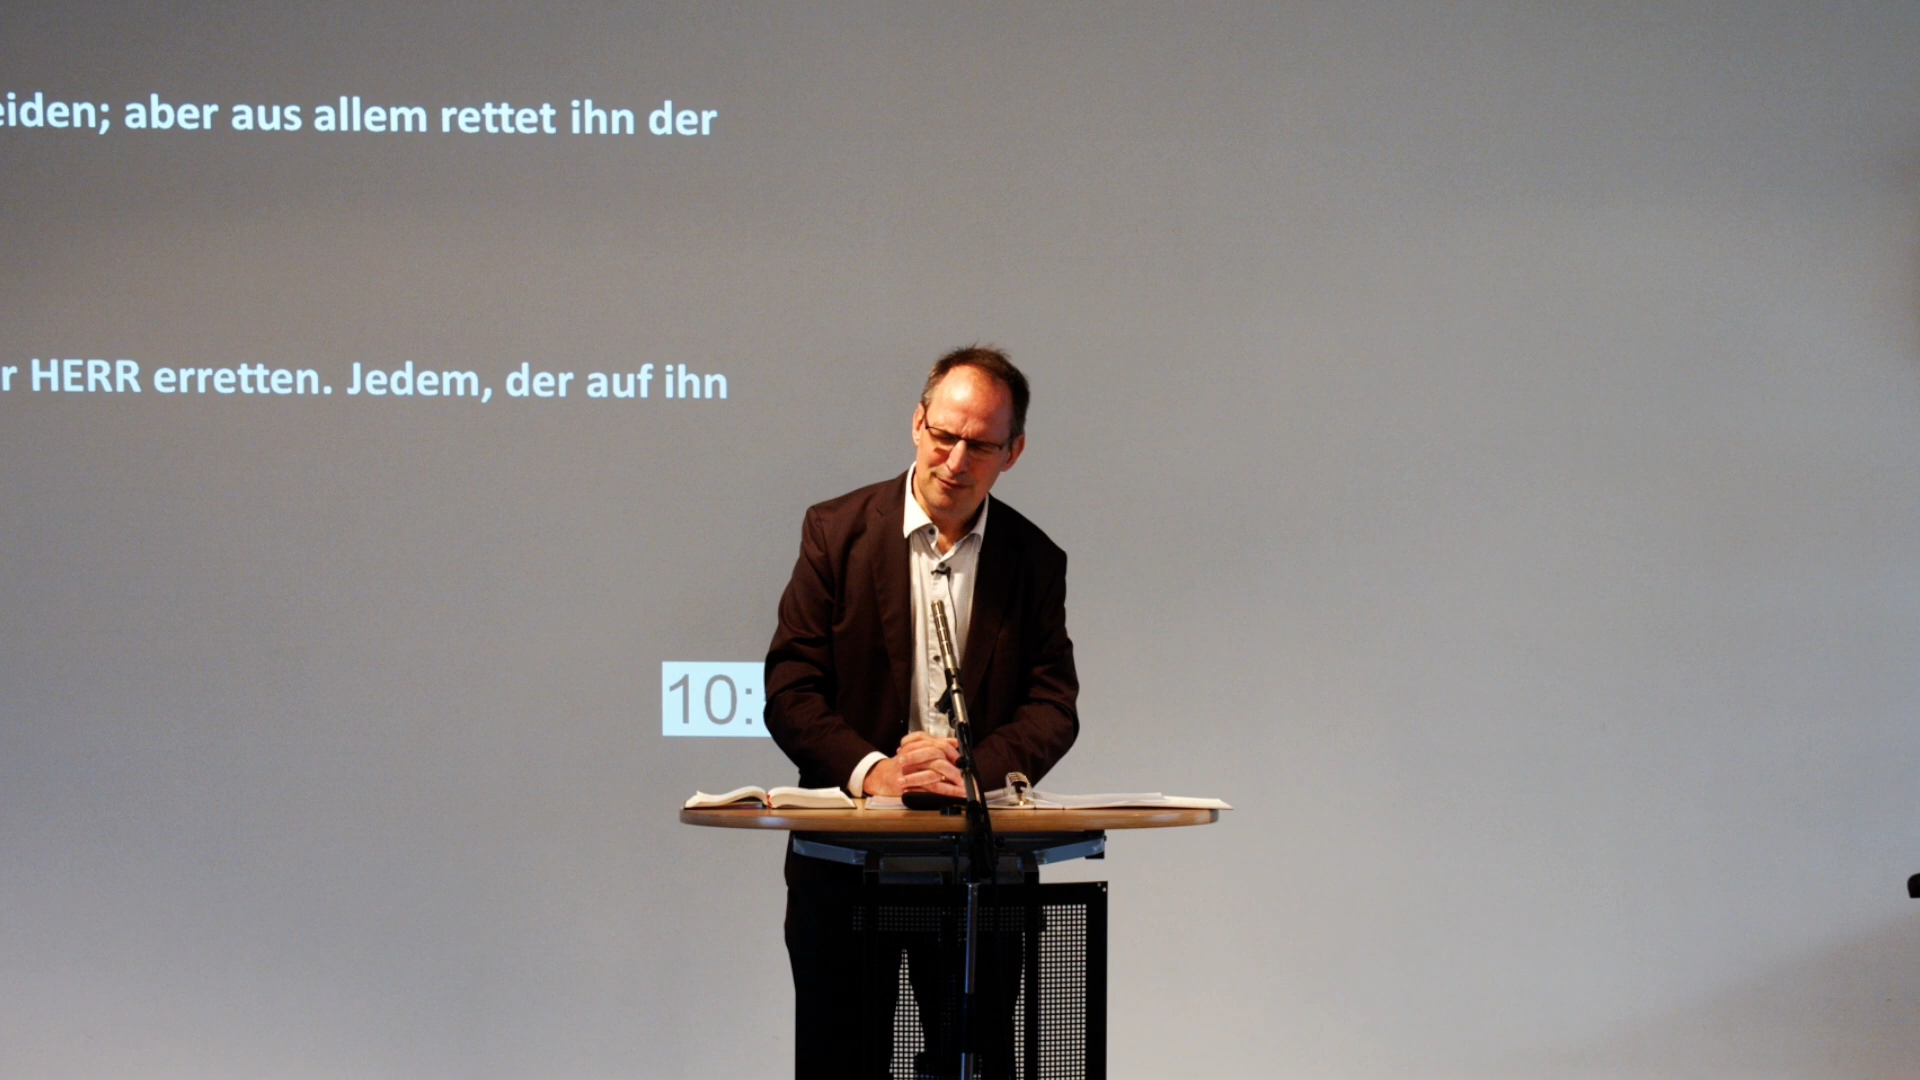 eiden; aber aus allem rettet ihn der
r HERR erretten. Jedem, der auf ihn
10: